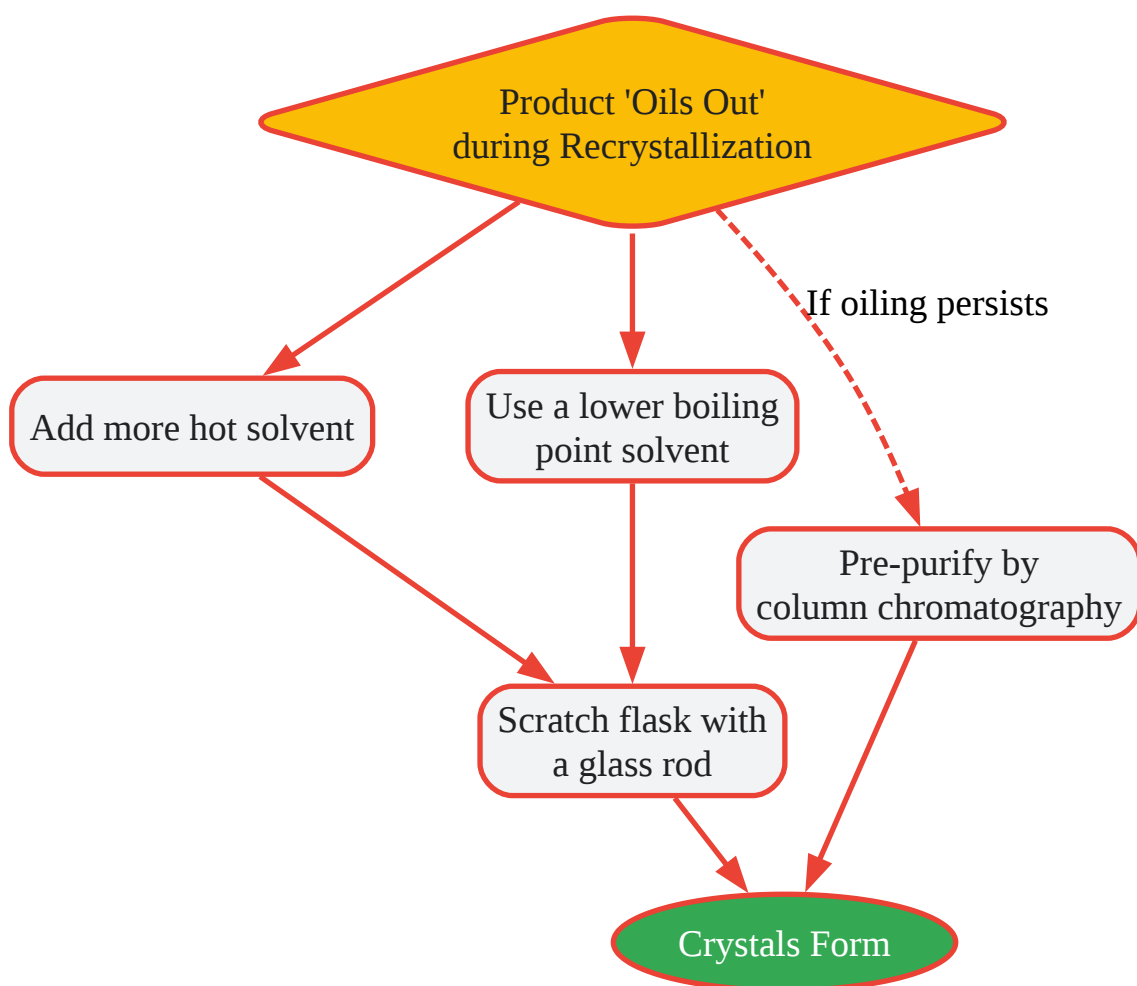 Product 'Oils Out'
during Recrystallization
If oiling persists
Add more hot solvent
Use a lower boiling
point solvent
Pre-purify by
column chromatography
Scratch flask with
a glass rod
Crystals Form